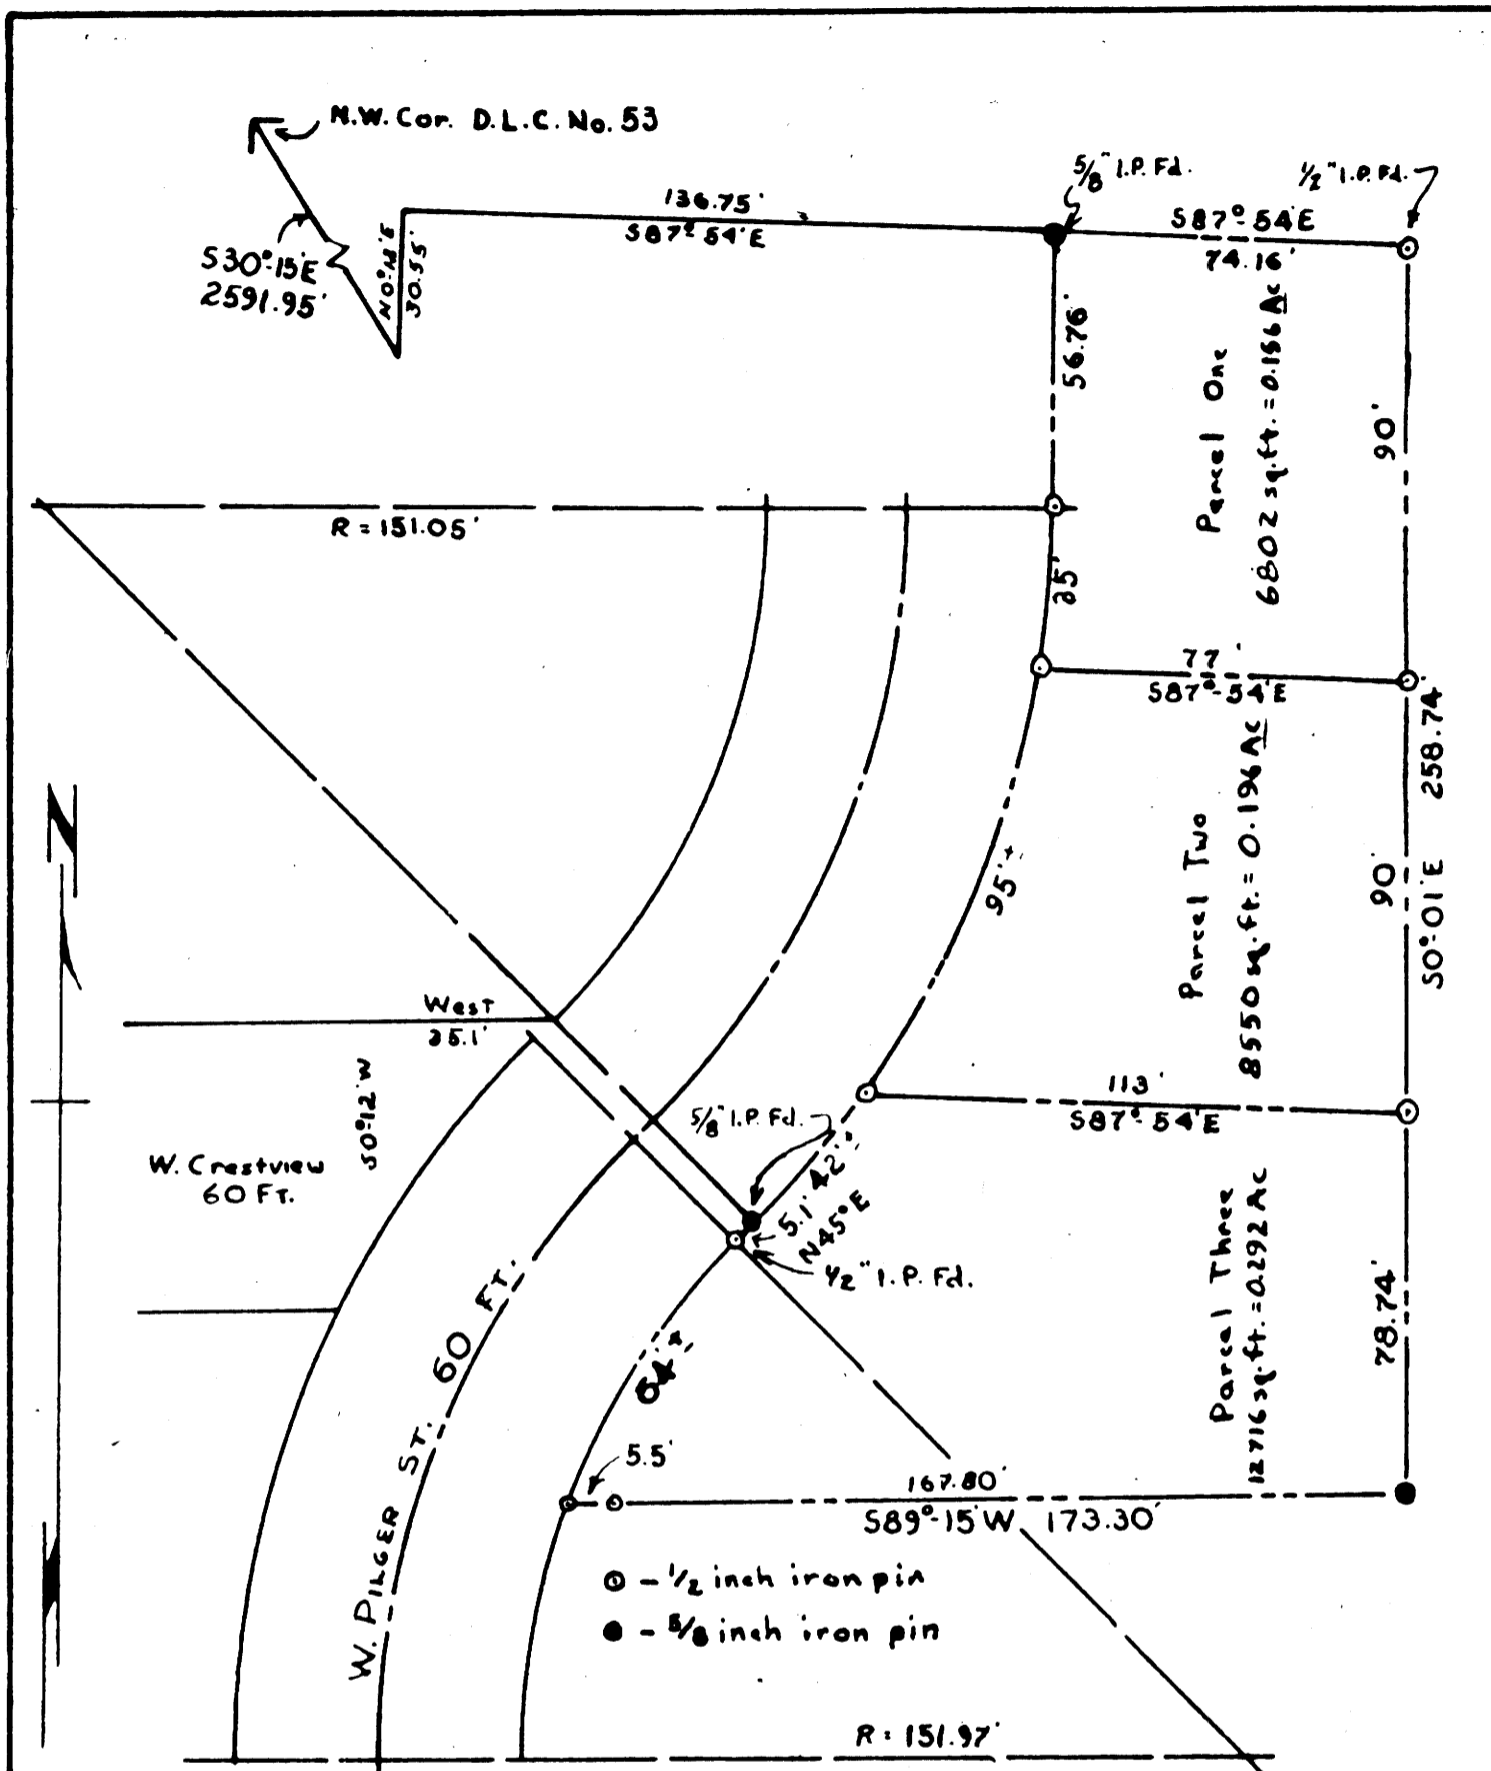 N.W. Cor. D.L.C. No. 53
5/8" I.P. Fd.
1/2" I.P. Fd.
136.75'
S87°-54'E
S87°-54'E
74.16'
S30°-15'E
2591.95'
30.55'
56.76'
Parcel One
6802 sq.ft. = 0.156 Ac
90'
R = 151.05'
25'
77'
S87°-54'E
258.74'
S0°-01'E
95'±
Parcel Two
8550 sq.ft. = 0.196 Ac
90'
N
West
25.1'
S0°12'W
W. Crestview
60 FT.
113'
S87°-54'E
5/8" I.P. Fd.
42'±
5.1'
N45°E
1/2" I.P. Fd.
Parcel Three
12716 sq.ft. = 0.292 Ac
78.74'
64'±
5.5'
W. PILGER ST. 60 FT.
167.80'
S89°-15'W 173.30'
⊙ - 1/2 inch iron pin
● - 5/8 inch iron pin
R = 151.97'